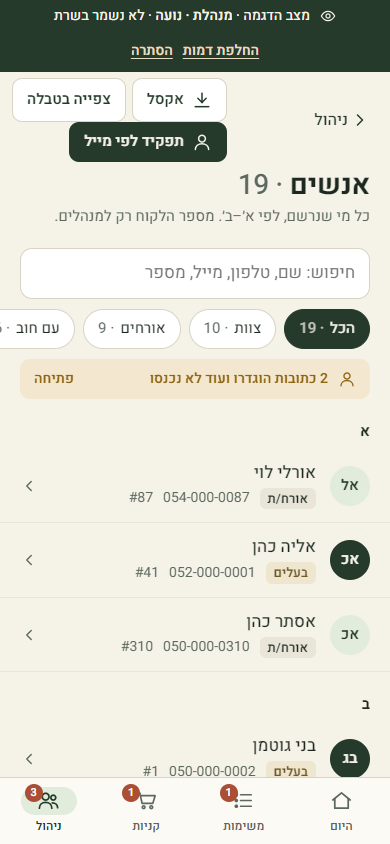 מצב הדגמה · מנהלת · נועה · לא נשמר בשרת
החלפת דמות הסתרה
ניהול
אקסל
צפייה בטבלה
תפקיד לפי מייל
אנשים · 19
כל מי שנרשם, לפי א׳–ב׳. מספר הלקוח רק למנהלים.
חיפוש: שם, טלפון, מייל, מספר
הכל · 19
צוות · 10
אורחים · 9
עם חוב ·
2 כתובות הוגדרו ועוד לא נכנסו
פתיחה
א
אל
אורלי לוי
אורח/ת 054-000-0087 #87
אכ
אליה כהן
בעלים 052-000-0001 #41
אכ
אסתר כהן
אורח/ת 050-000-0310 #310
ב
בג
בני גוטמן
בעלים 050-000-0002 #1
היום
1
משימות
1
קניות
3
ניהול